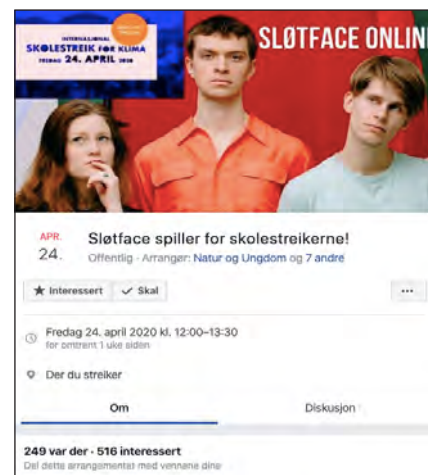 INTERNASJONAL
SKOLESTREIK FOR KLIMA
FREDAG 24. APRIL 2020
SLØTFACE ONLIN
APR.
24.
Sløtface spiller for skolestreikerne!
Offentlig · Arrangør: Natur og Ungdom og 7 andre
★ Interessert
✓ Skal
...
Fredag 24. april 2020 kl. 12:00–13:30
for omtrent 1 uke siden
Der du streiker
Om
Diskusjon
249 var der · 516 interessert
Del dette arrangementet med vennene dine